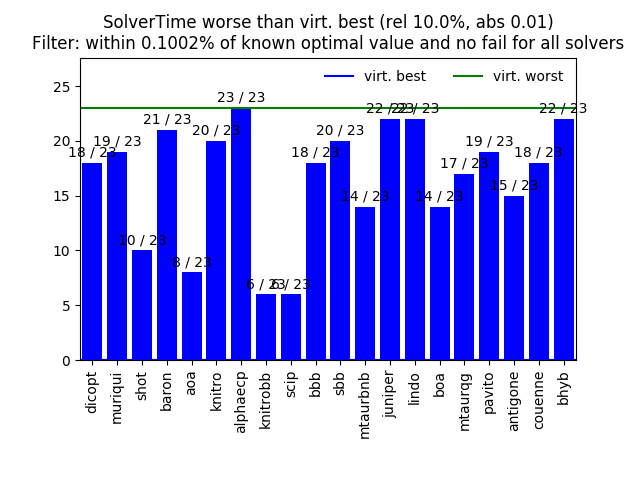 SolverTime worse than virt. best (rel 10.0%, abs 0.01)
Filter: within 0.1002% of known optimal value and no fail for all solvers
virt. best
virt. worst
25
20
15
10
5
0
18 / 23
19 / 23
10 / 23
21 / 23
8 / 23
20 / 23
23 / 23
6 / 23
6 / 23
18 / 23
20 / 23
14 / 23
22 / 23
22 / 23
14 / 23
17 / 23
19 / 23
15 / 23
18 / 23
22 / 23
dicopt
muriqui
shot
baron
aoa
knitro
alphaecp
knitrobb
scip
bbb
sbb
mtaurbnb
juniper
lindo
boa
mtaurqg
pavito
antigone
couenne
bhyb